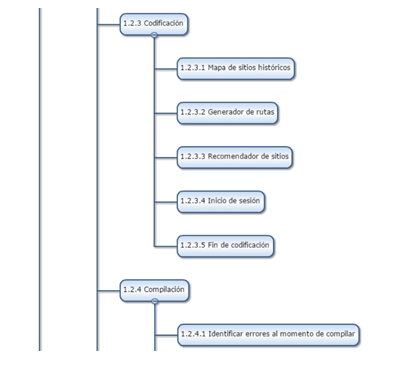 1.2.3 Codificación
1.2.3.1 Mapa de sitios históricos
1.2.3.2 Generador de rutas
1.2.3.3 Recomendador de sitios
1.2.3.4 Inicio de sesión
1.2.3.5 Fin de codificación
1.2.4 Compilación
1.2.4.1 Identificar errores al momento de compilar